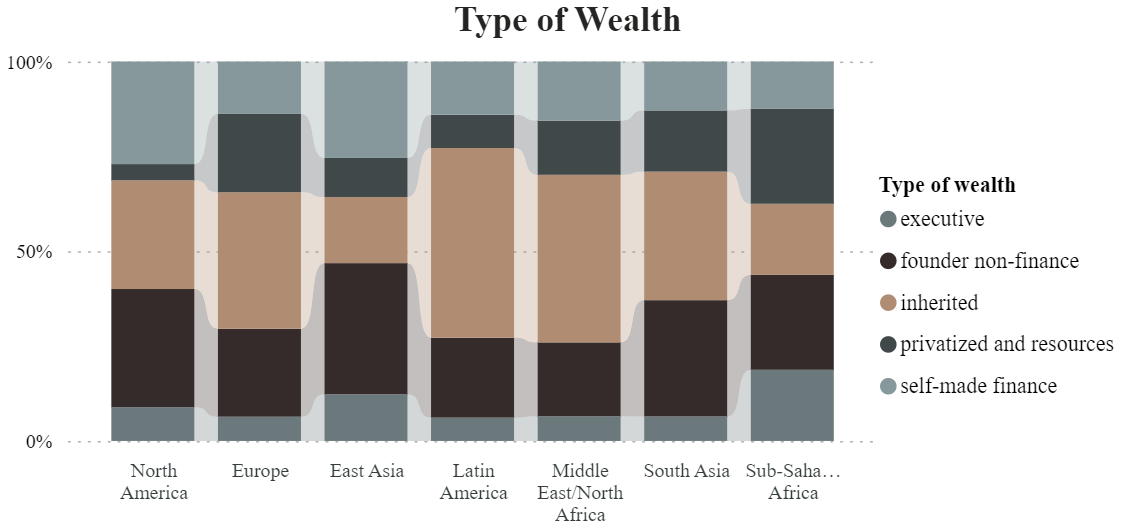 Type of Wealth
100%
50%
0%
North
America
Europe
East Asia
Latin
America
Middle
East/North
Africa
South Asia
Sub-Saha…
Africa
Type of wealth
executive
founder non-finance
inherited
privatized and resources
self-made finance